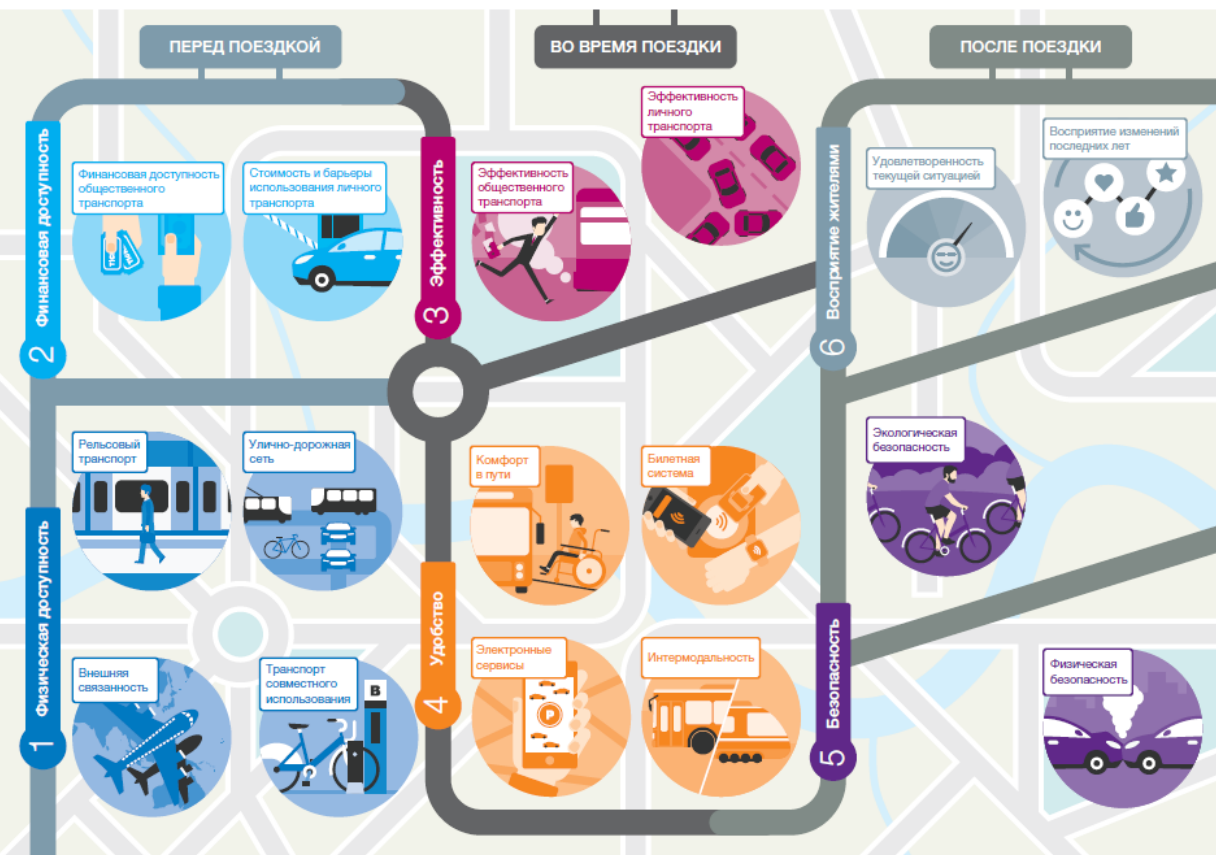 ПЕРЕД ПОЕЗДКОЙ
ВО ВРЕМЯ ПОЕЗДКИ
ПОСЛЕ ПОЕЗДКИ
2 Финансовая доступность
Финансовая доступность
общественного
транспорта
Стоимость и барьеры
использования личного
транспорта
3 Эффективность
Эффективность
общественного
транспорта
Эффективность
личного
транспорта
6 Восприятие жителями
Удовлетворенность
текущей ситуацией
Восприятие изменений
последних лет
1 Физическая доступность
Рельсовый
транспорт
Улично-дорожная
сеть
Внешняя
связанность
Транспорт
совместного
использования
B
4 Удобство
Комфорт
в пути
Билетная
система
Электронные
сервисы
P
Интермодальность
5 Безопасность
Экологическая
безопасность
Физическая
безопасность